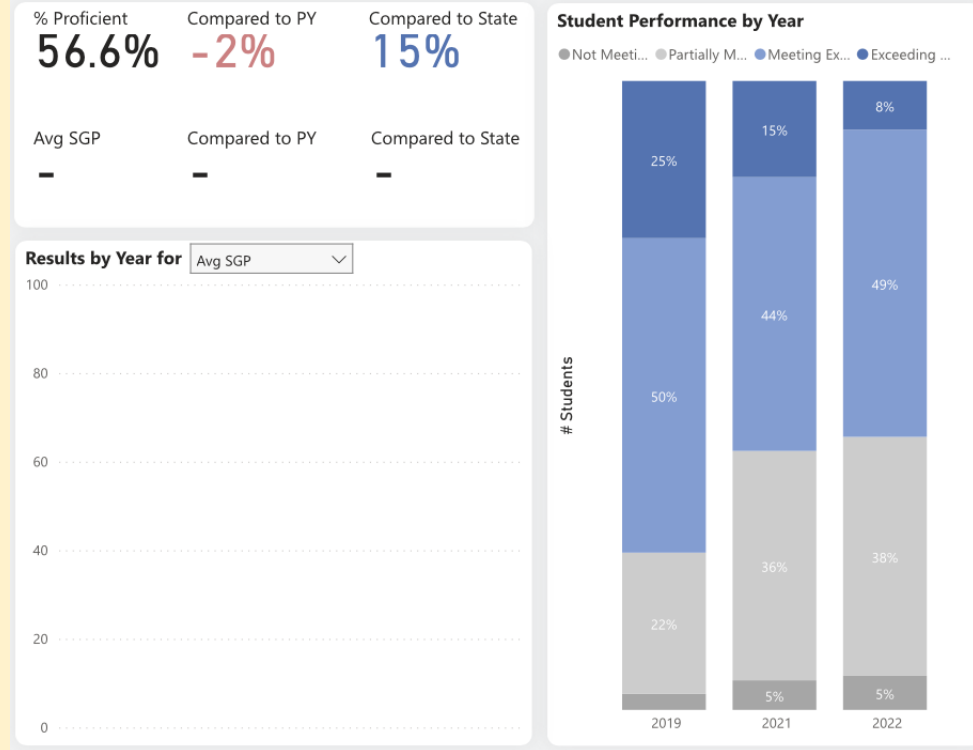 % Proficient Compared to PY Compared to State
56.6% -2% 15%
Avg SGP Compared to PY Compared to State
- - -
Results by Year for Avg SGP
100
80
60
40
20
0
Student Performance by Year
Not Meeti... Partially M... Meeting Ex... Exceeding ...
# Students
25% 15% 8%
50% 44% 49%
22% 36% 38%
5% 5%
2019 2021 2022